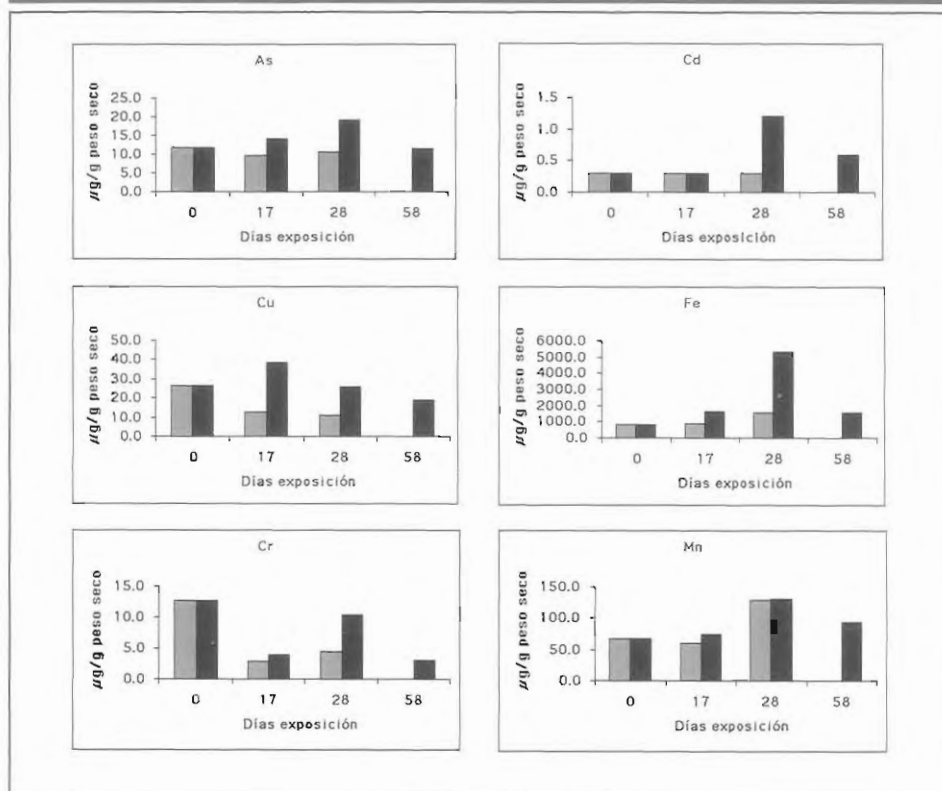 As
µg/g peso seco
25.0
20.0
15.0
10.0
5.0
0.0
0 17 28 58
Días exposición
Cd
1.5
1.0
0.5
0.0
0 17 28 58
Días exposición
Cu
µg/g peso seco
50.0
40.0
30.0
20.0
10.0
0.0
0 17 28 58
Días exposición
Fe
µg/g peso seco
6000.0
5000.0
4000.0
3000.0
2000.0
1000.0
0.0
0 17 28 58
Días exposición
Cr
µg/g peso seco
15.0
10.0
5.0
0.0
0 17 28 58
Días exposición
Mn
µg/g peso seco
150.0
100.0
50.0
0.0
0 17 28 58
Días exposición